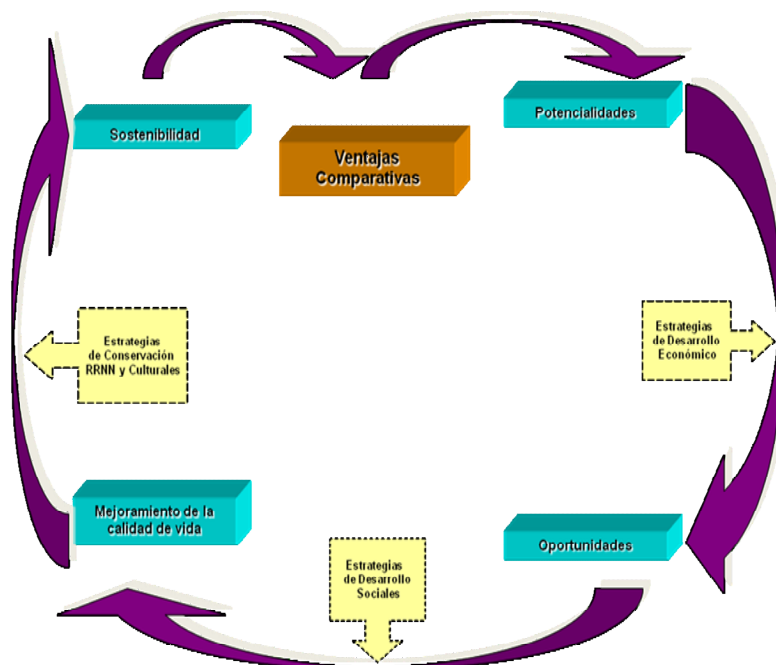 Sostenibilidad
Ventajas
Comparativas
Potencialidades
Estrategias
de Conservación
RRNN y Culturales
Estrategias
de Desarrollo
Económico
Mejoramiento de la
calidad de vida
Estrategias
de Desarrollo
Sociales
Oportunidades